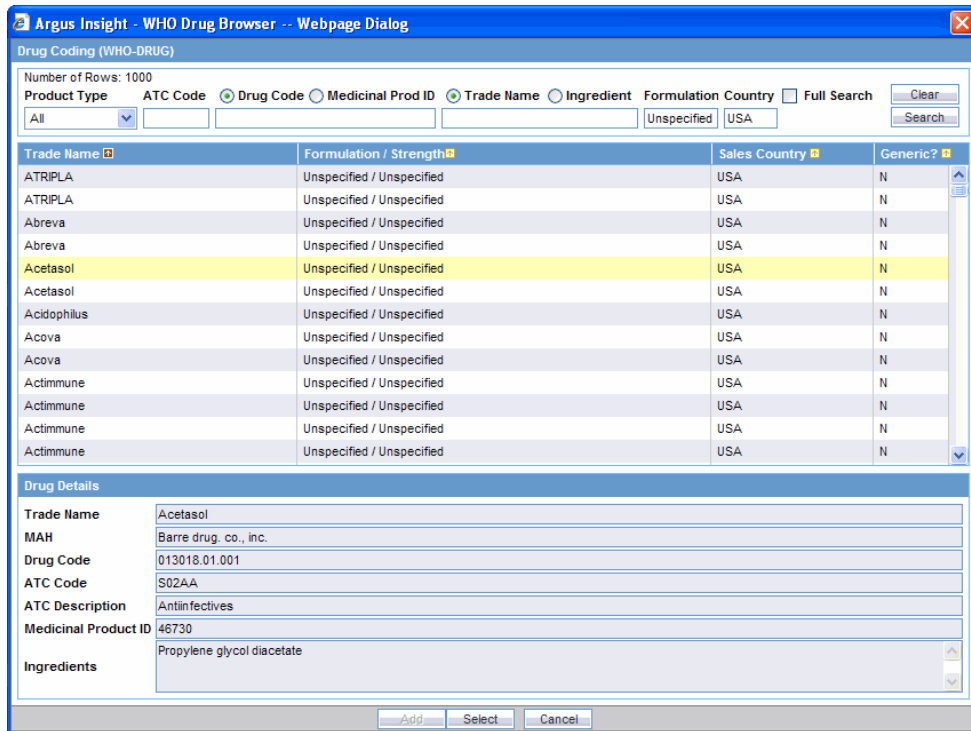 Argus Insight - WHO Drug Browser -- Webpage Dialog
Drug Coding (WHO-DRUG)
Number of Rows: 1000
Product Type ATC Code Drug Code Medicinal Prod ID Trade Name Ingredient Formulation Country Full Search Clear
All Unspecified USA Search
Trade Name Formulation / Strength Sales Country Generic?
ATRIPLA Unspecified / Unspecified USA N
ATRIPLA Unspecified / Unspecified USA N
Abreva Unspecified / Unspecified USA N
Abreva Unspecified / Unspecified USA N
Acetasol Unspecified / Unspecified USA N
Acetasol Unspecified / Unspecified USA N
Acidophilus Unspecified / Unspecified USA N
Acova Unspecified / Unspecified USA N
Acova Unspecified / Unspecified USA N
Actimmune Unspecified / Unspecified USA N
Actimmune Unspecified / Unspecified USA N
Actimmune Unspecified / Unspecified USA N
Actimmune Unspecified / Unspecified USA N
Drug Details
Trade Name Acetasol
MAH Barre drug. co., inc.
Drug Code 013018.01.001
ATC Code S02AA
ATC Description Antiinfectives
Medicinal Product ID 46730
Ingredients Propylene glycol diacetate
Add Select Cancel